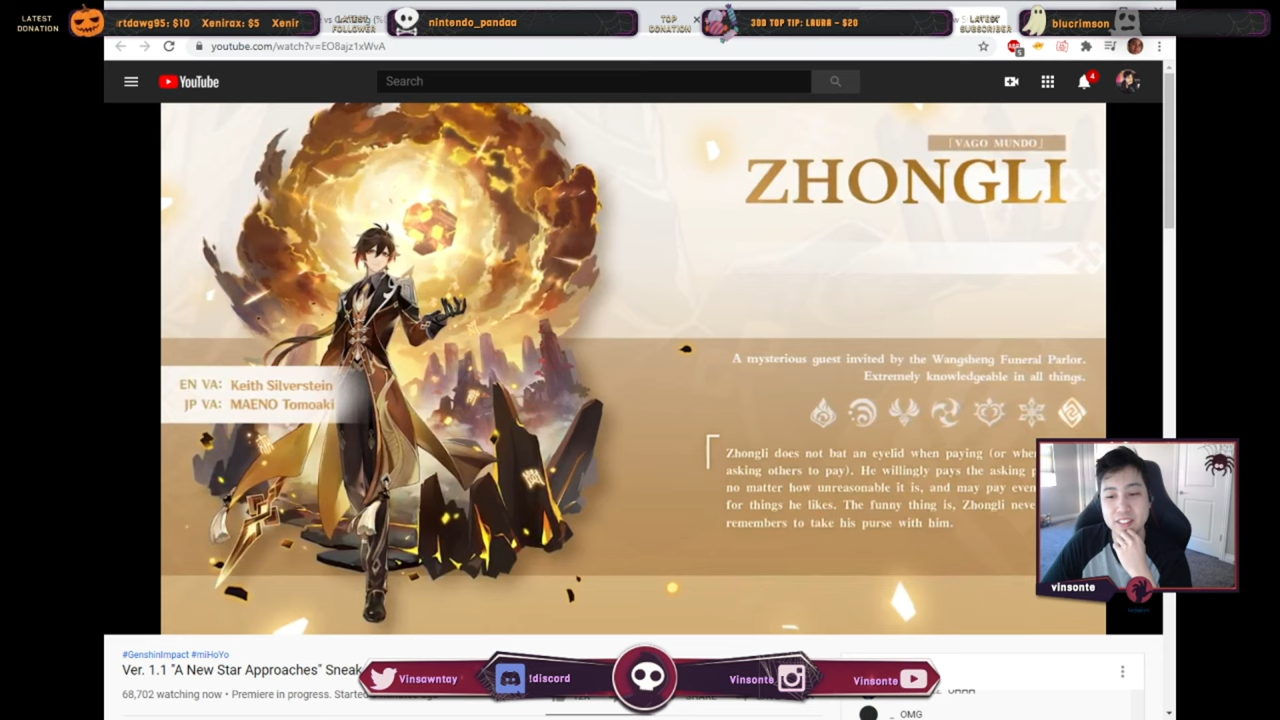 LATEST
DONATION
rtdawg95: $10 Xenirax: $5 Xenir
LATEST
FOLLOWER
nintendo_pandaa
TOP
DONATION
30D TOP TIP: LAURA - $20
LATEST
SUBSCRIBER
blucrimson
youtube.com/watch?v=EO8ajz1xWvA
YouTube
Search
4
「VAGO MUNDO」
ZHONGLI
A mysterious guest invited by the Wangsheng Funeral Parlor.
Extremely knowledgeable in all things.
EN VA: Keith Silverstein
JP VA: MAENO Tomoaki
Zhongli does not bat an eyelid when paying (or whe
asking others to pay). He willingly pays the asking p
no matter how unreasonable it is, and may pay even
for things he likes. The funny thing is, Zhongli neve
remembers to take his purse with him.
vinsonte
#GenshinImpact #miHoYo
Ver. 1.1 "A New Star Approaches" Sneak
68,702 watching now • Premiere in progress. Started
Vinsawntay
!discord
Vinsonte
Vinsonte
OMG